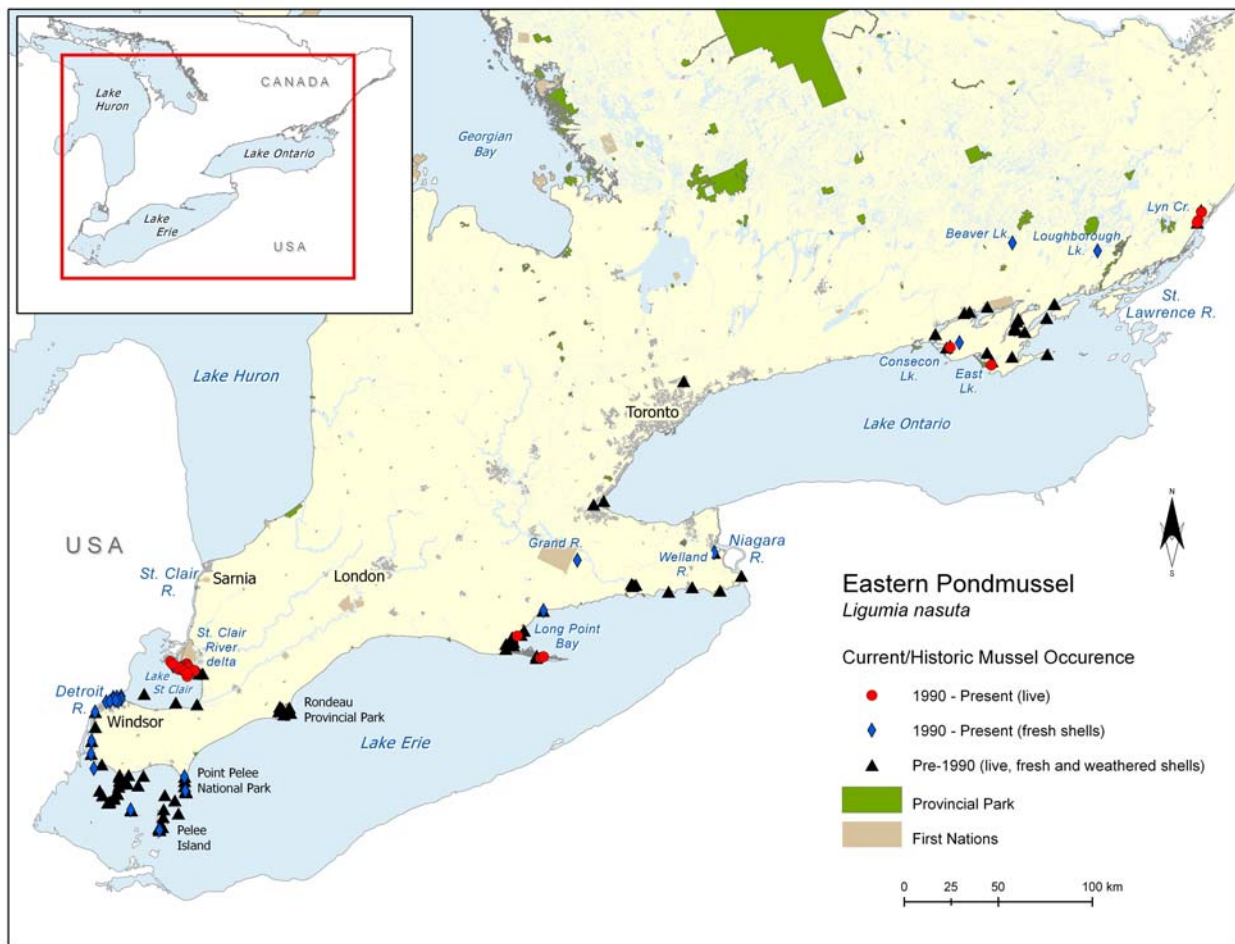 CANADA
Lake
Huron
Lake Ontario
Lake
Erie
USA
Georgian
Bay
Lyn Cr.
Beaver Lk.
Loughborough
Lk.
St.
Lawrence R.
Consecon
Lk.
East
Lk.
Lake Huron
Toronto
Lake Ontario
USA
St. Clair
R.
Sarnia
London
Grand R.
Welland
R.
Niagara
R.
St. Clair
River
delta
Lake
St Clair
Long Point
Bay
Detroit
R.
Windsor
Rondeau
Provincial Park
Lake Erie
Point Pelee
National Park
Pelee
Island
N
S
Eastern Pondmussel
Ligumia nasuta
Current/Historic Mussel Occurence
1990 - Present (live)
1990 - Present (fresh shells)
Pre-1990 (live, fresh and weathered shells)
Provincial Park
First Nations
0 25 50 100 km